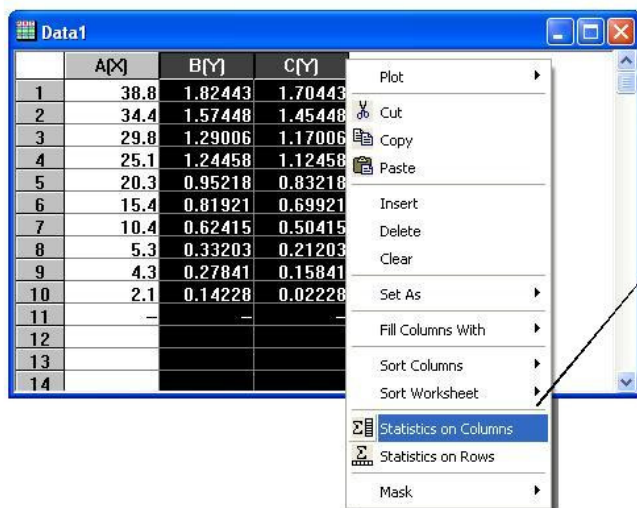 Data1
A(X) B(Y) C(Y)
1 38.8 1.82443 1.70443
2 34.4 1.57448 1.45448
3 29.8 1.29006 1.17006
4 25.1 1.24458 1.12458
5 20.3 0.95218 0.83218
6 15.4 0.81921 0.69921
7 10.4 0.62415 0.50415
8 5.3 0.33203 0.21203
9 4.3 0.27841 0.15841
10 2.1 0.14228 0.02228
11 – – –
12
13
14
Plot
Cut
Copy
Paste
Insert
Delete
Clear
Set As
Fill Columns With
Sort Columns
Sort Worksheet
Σ Statistics on Columns
Σ Statistics on Rows
Mask